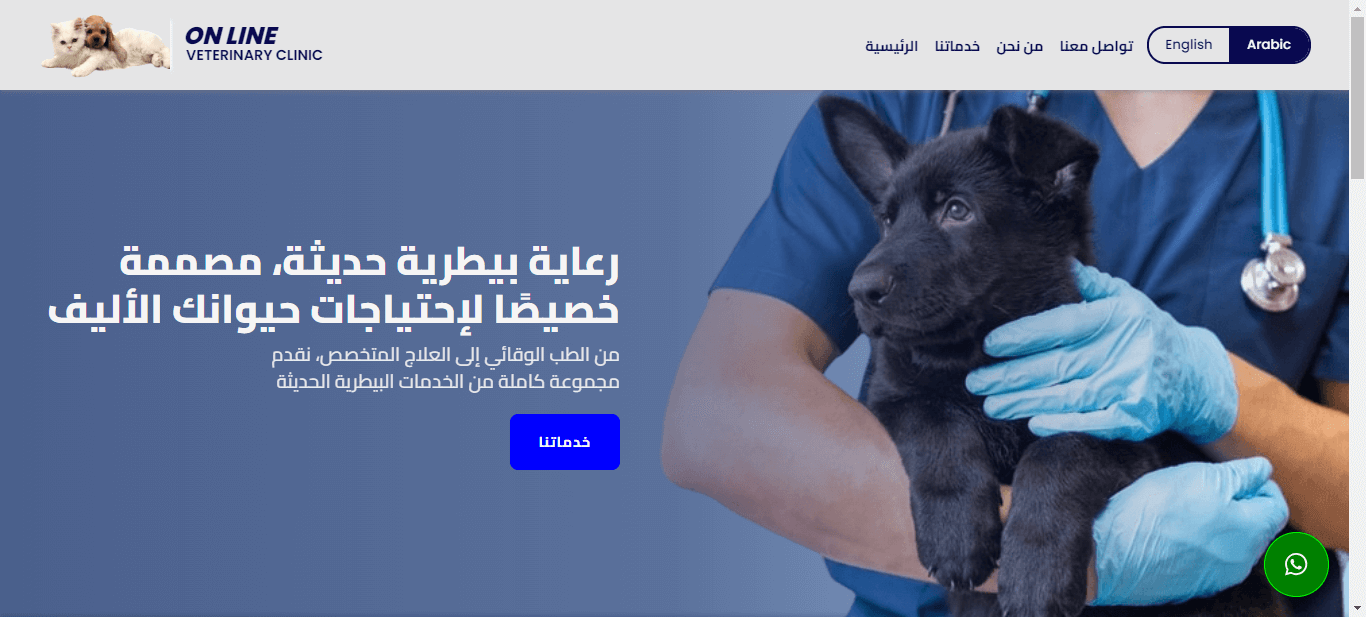 ON LINE
VETERINARY CLINIC
الرئيسية
خدماتنا
من نحن
تواصل معنا
English
Arabic
رعاية بيطرية حديثة، مصممة
خصيصًا لإحتياجات حيوانك الأليف
من الطب الوقائي إلى العلاج المتخصص، نقدم
مجموعة كاملة من الخدمات البيطرية الحديثة
خدماتنا